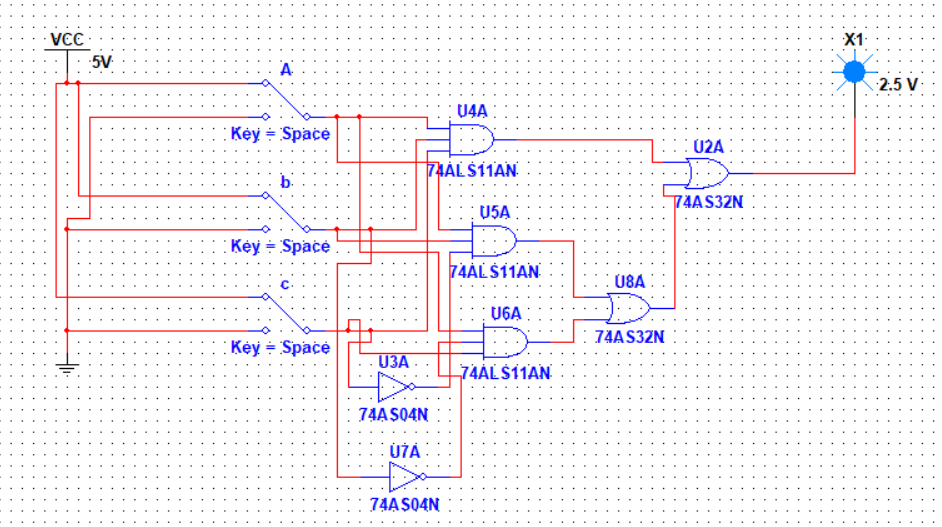 VCC
5V
X1
2.5 V
A
Key = Space
U4A
74ALS11AN
U2A
74AS32N
b
Key = Space
U5A
74ALS11AN
c
Key = Space
U8A
74AS32N
U6A
74ALS11AN
U3A
74AS04N
U7A
74AS04N